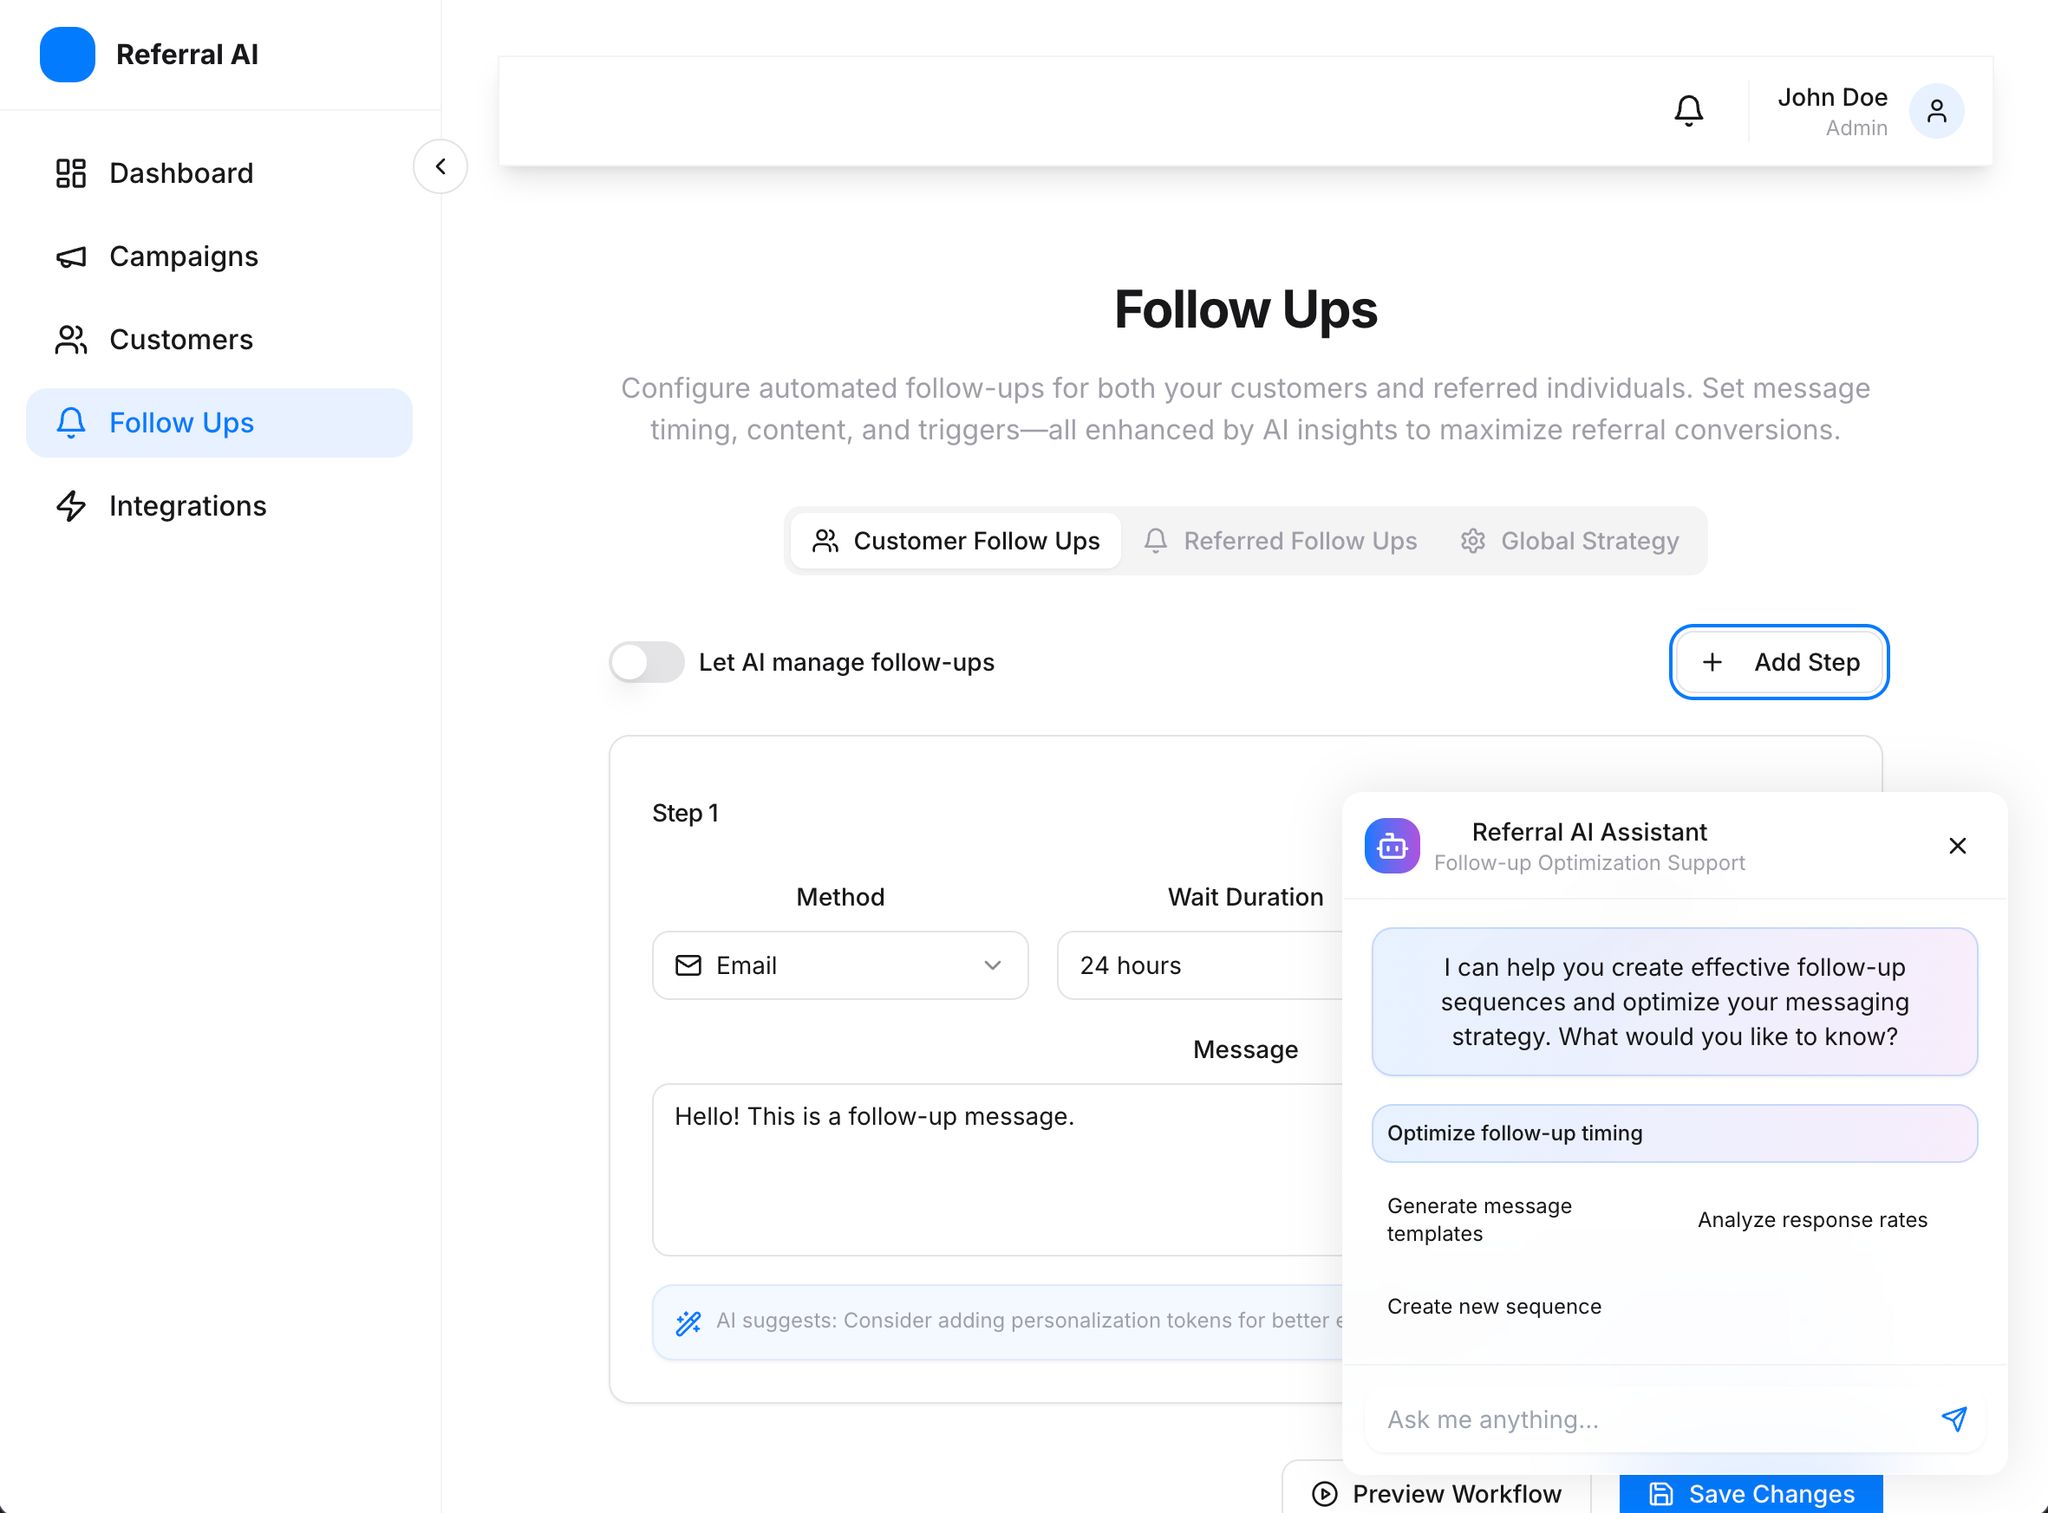 Referral AI
Dashboard
Campaigns
Customers
Follow Ups
Integrations
John Doe
Admin
Follow Ups
Configure automated follow-ups for both your customers and referred individuals. Set message
timing, content, and triggers—all enhanced by AI insights to maximize referral conversions.
Customer Follow Ups
Referred Follow Ups
Global Strategy
Let AI manage follow-ups
Add Step
Step 1
Method
Wait Duration
Email
24 hours
Message
Hello! This is a follow-up message.
AI suggests: Consider adding personalization tokens for better
Preview Workflow
Save Changes
Referral AI Assistant
Follow-up Optimization Support
I can help you create effective follow-up
sequences and optimize your messaging
strategy. What would you like to know?
Optimize follow-up timing
Generate message
templates
Analyze response rates
Create new sequence
Ask me anything...